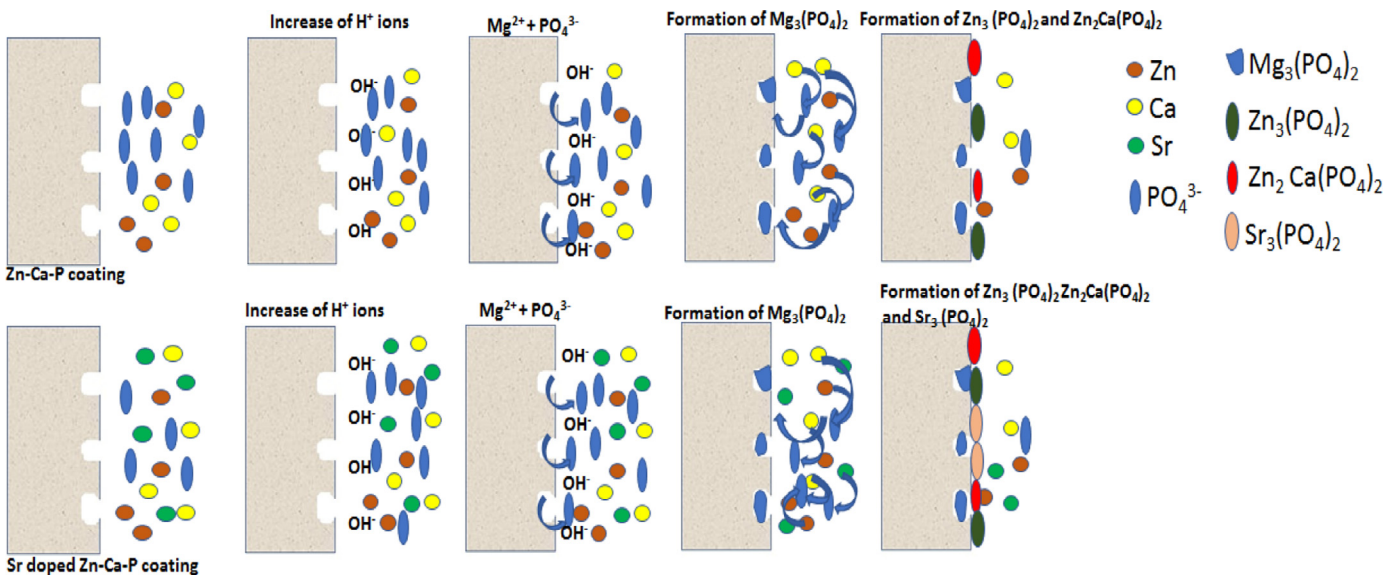 Increase of H⁺ ions
Mg²⁺ + PO₄³⁻
Formation of Mg₃(PO₄)₂
Formation of Zn₃ (PO₄)₂ and Zn₂Ca(PO₄)₂
OH⁻
OH⁻
OH⁻
OH⁻
OH⁻
OH⁻
OH⁻
OH⁻
Zn-Ca-P coating
Zn
Ca
Sr
PO₄³⁻
Mg₃(PO₄)₂
Zn₃(PO₄)₂
Zn₂ Ca(PO₄)₂
Sr₃(PO₄)₂
Increase of H⁺ ions
Mg²⁺ + PO₄³⁻
Formation of Mg₃(PO₄)₂
Formation of Zn₃ (PO₄)₂ Zn₂Ca(PO₄)₂
and Sr₃ (PO₄)₂
OH⁻
OH⁻
OH
OH⁻
OH⁻
OH⁻
OH⁻
OH⁻
Sr doped Zn-Ca-P coating